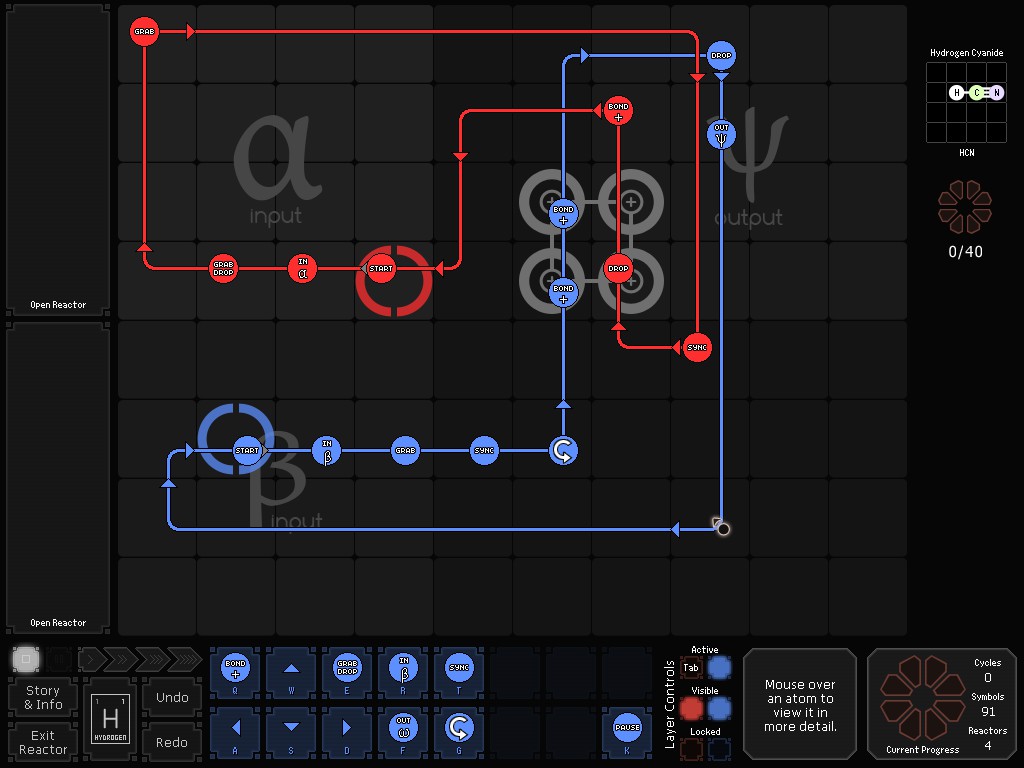 GRAB
DROP
Hydrogen Cyanide
H C N
HCN
BOND
+
OUT
ψ
α
input
ψ
output
0/40
BOND
+
GRAB
DROP
IN
α
START
DROP
BOND
+
Open Reactor
SYNC
START
IN
β
GRAB
SYNC
β
input
Open Reactor
Story
& Info
Exit
Reactor
1 1
H
HYDROGEN
Undo
Redo
BOND
+
Q
W
GRAB
DROP
E
IN
β
R
SYNC
T
A
S
D
OUT
ω
F
G
PAUSE
K
Layer Controls
Active
Tab
Visible
Locked
Mouse over
an atom to
view it in
more detail.
Cycles
0
Symbols
91
Reactors
4
Current Progress